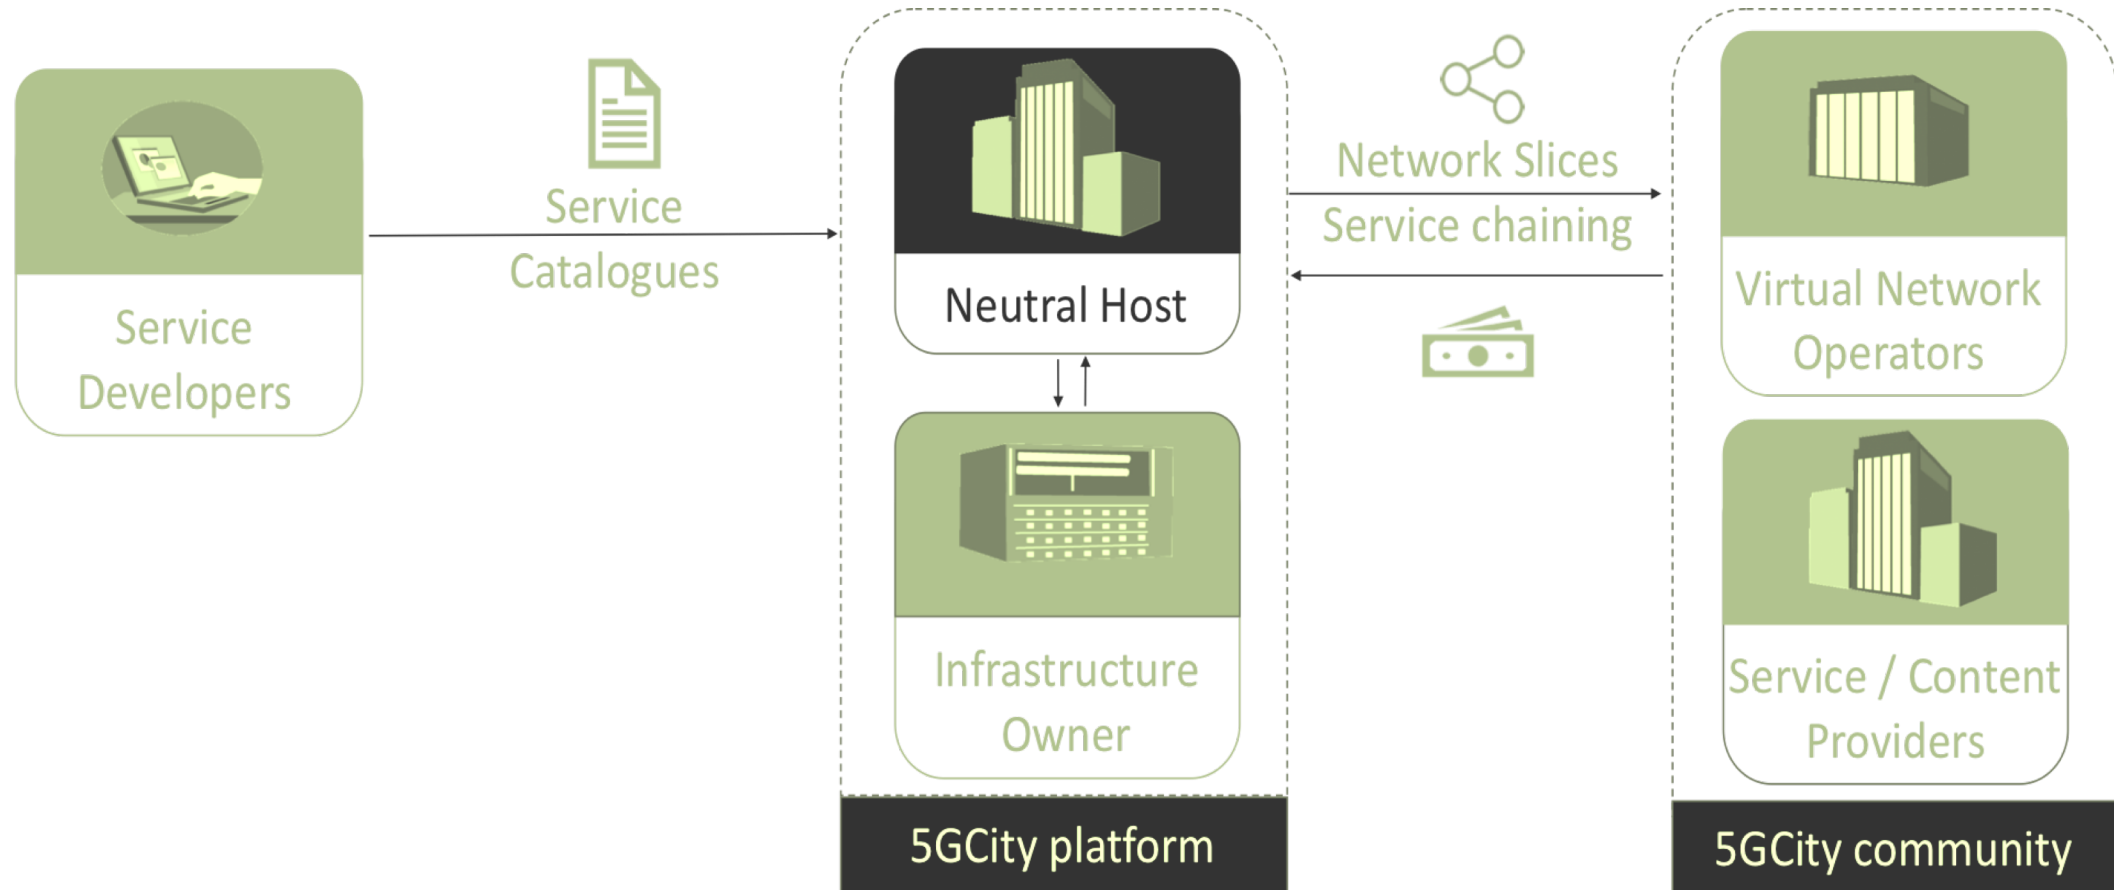 Service
Developers
Service
Catalogues
Neutral Host
Infrastructure
Owner
5GCity platform
Network Slices
Service chaining
Virtual Network
Operators
Service / Content
Providers
5GCity community